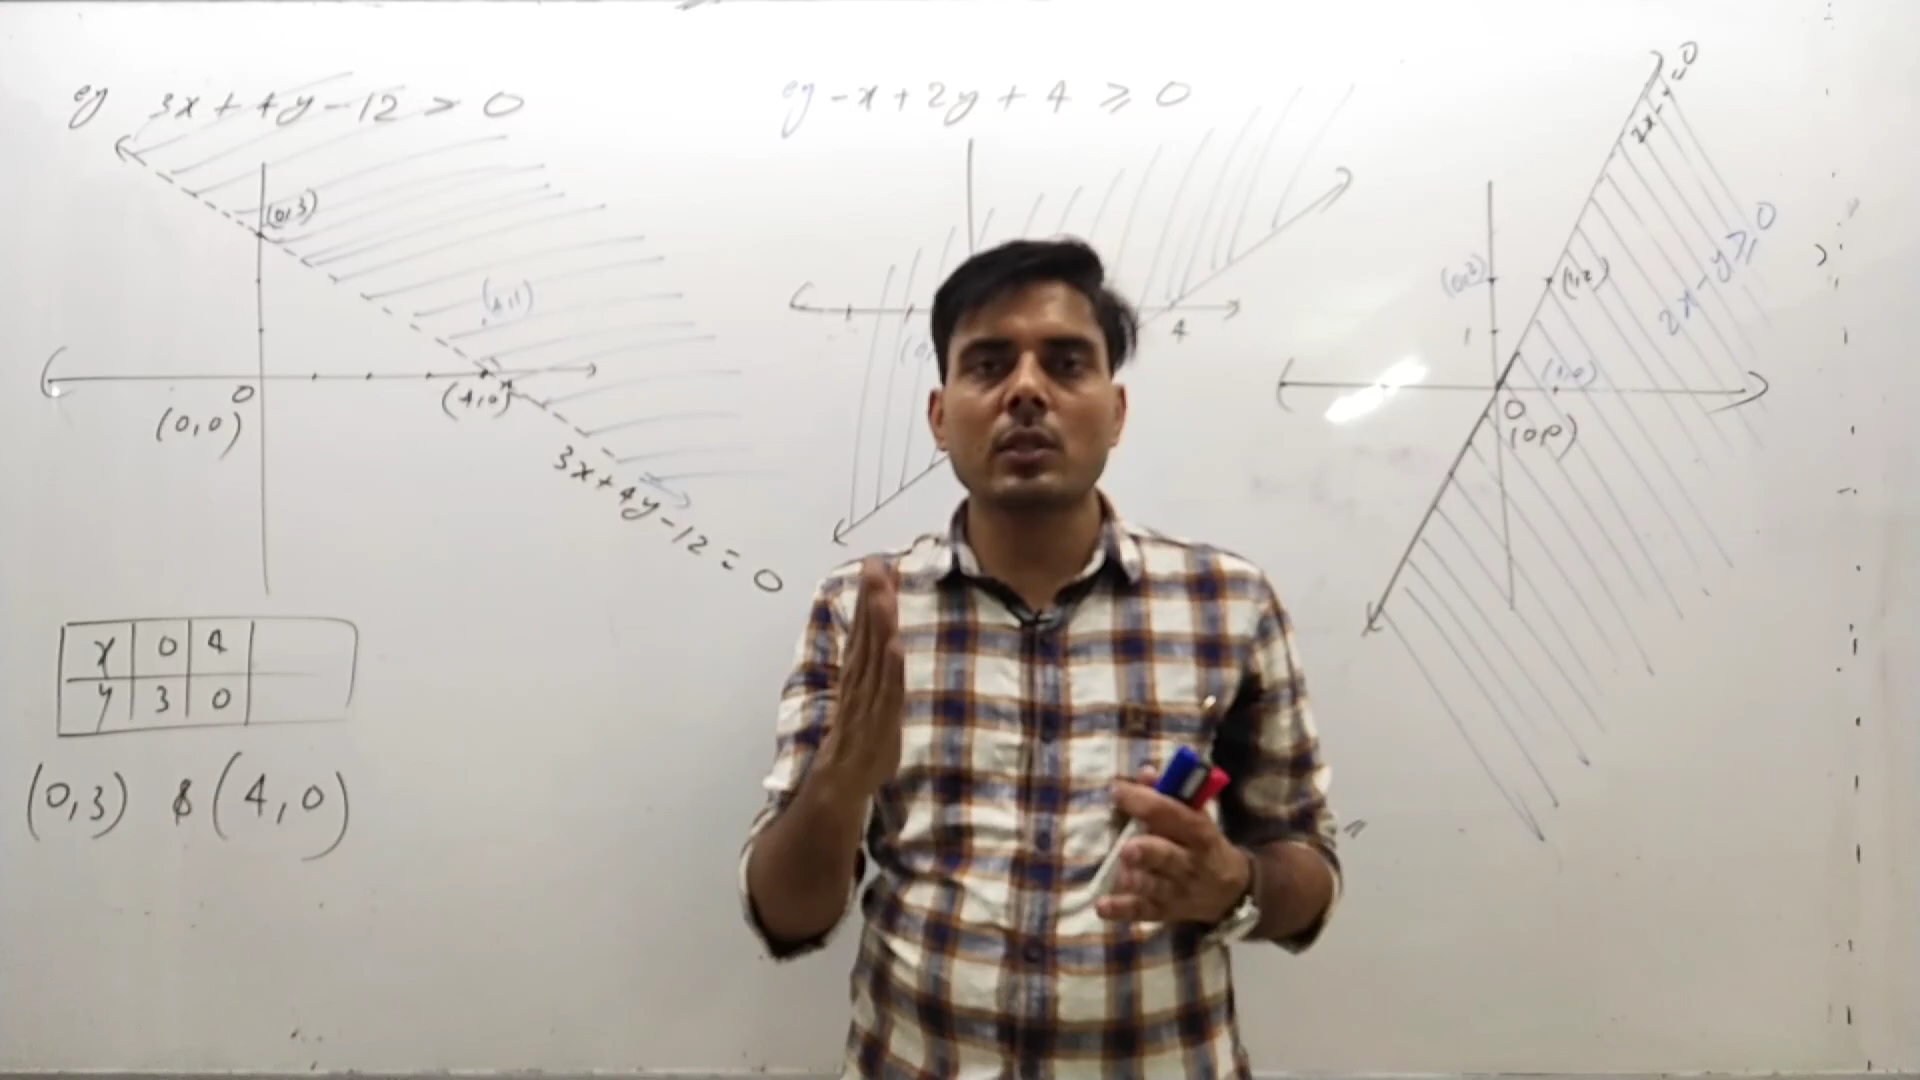 eg 3x + 4y - 12 > 0
(0,3)
(4,1)
(4,0)
0
(0,0)
3x + 4y - 12 = 0
x 0 4
y 3 0
(0,3) & (4,0)
eg -x + 2y + 4 ≥ 0
4
= 0
(0,2)
(1,2)
1
(1,0)
0
(0,0)
2x - y ≥ 0